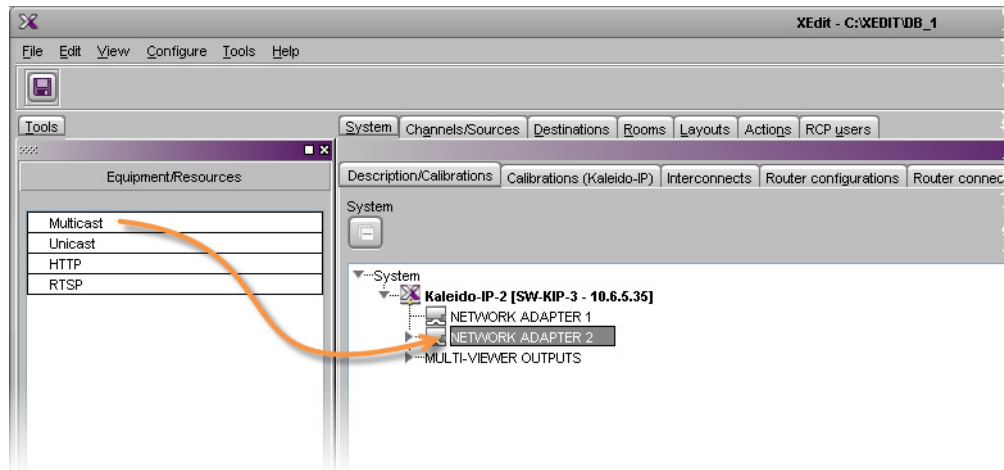 XEdit - C:\XEDIT\DB_1
File Edit View Configure Tools Help
Tools
System Channels/Sources Destinations Rooms Layouts Actions RCP users
Equipment/Resources
Description/Calibrations Calibrations (Kaleido-IP) Interconnects Router configurations Router connec
System
Multicast
Unicast
HTTP
RTSP
System
Kaleido-IP-2 [SW-KIP-3 - 10.6.5.35]
NETWORK ADAPTER 1
NETWORK ADAPTER 2
MULTI-VIEWER OUTPUTS